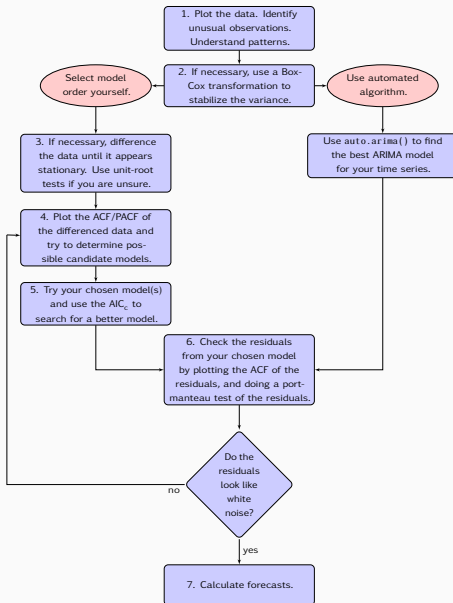 1. Plot the data. Identify
unusual observations.
Understand patterns.
Select model
order yourself.
2. If necessary, use a Box-
Cox transformation to
stabilize the variance.
Use automated
algorithm.
3. If necessary, difference
the data until it appears
stationary. Use unit-root
tests if you are unsure.
Use auto.arima() to find
the best ARIMA model
for your time series.
4. Plot the ACF/PACF of
the differenced data and
try to determine pos-
sible candidate models.
5. Try your chosen model(s)
and use the AICc to
search for a better model.
6. Check the residuals
from your chosen model
by plotting the ACF of the
residuals, and doing a port-
manteau test of the residuals.
Do the
residuals
look like
white
noise?
no
yes
7. Calculate forecasts.